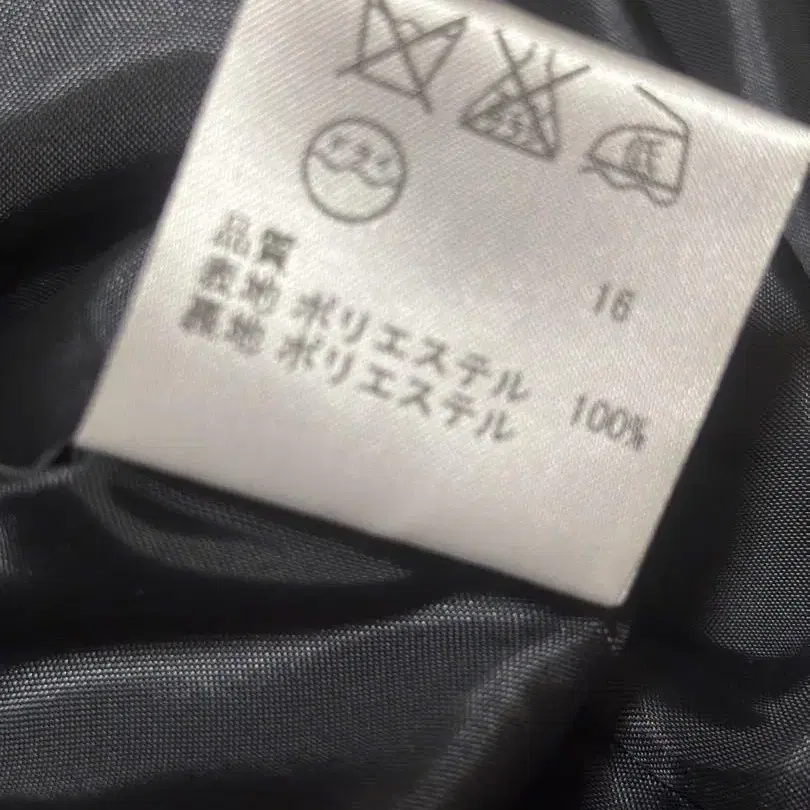 低
16
品質
表地 ポリエステル 100%
裏地 ポリエステル